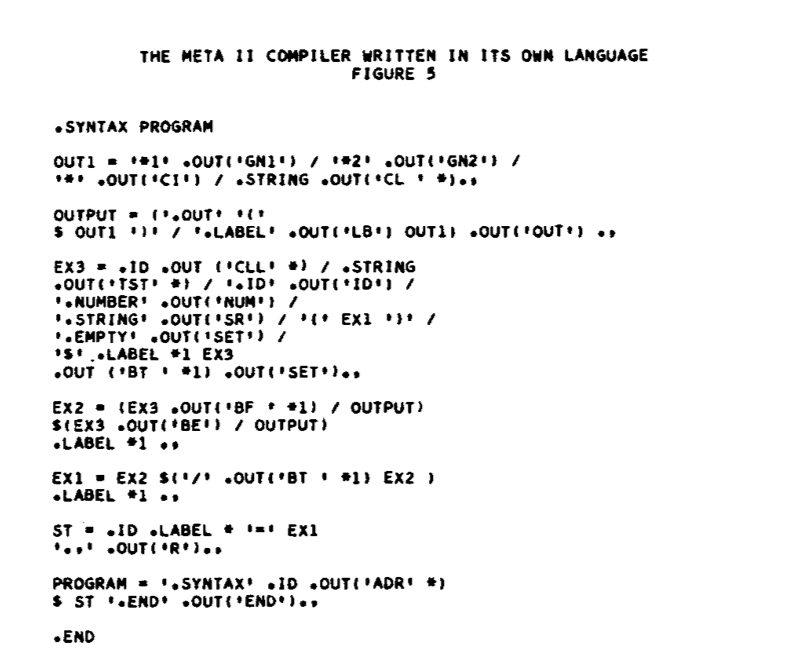 THE META II COMPILER WRITTEN IN ITS OWN LANGUAGE
FIGURE 5
.SYNTAX PROGRAM
OUT1 = '*1' .OUT('GN1') / '*2' .OUT('GN2') /
'*' .OUT('CI') / .STRING .OUT('CL ' *).,
OUTPUT = ('.OUT' '('
$ OUT1 ')' / '.LABEL' .OUT('LB') OUT1) .OUT('OUT') .,
EX3 = .ID .OUT ('CLL' *) / .STRING
.OUT('TST' *) / '.ID' .OUT('ID') /
'.NUMBER' .OUT('NUM') /
'.STRING' .OUT('SR') / '(' EX1 ')' /
'.EMPTY' .OUT('SET') /
'$' .LABEL *1 EX3
.OUT ('BT ' *1) .OUT('SET').,
EX2 = (EX3 .OUT('BF ' *1) / OUTPUT)
$(EX3 .OUT('BE') / OUTPUT)
.LABEL *1 .,
EX1 = EX2 $('/' .OUT('BT ' *1) EX2 )
.LABEL *1 .,
ST = .ID .LABEL * '=' EX1
'.,' .OUT('R').,
PROGRAM = '.SYNTAX' .ID .OUT('ADR' *)
$ ST '.END' .OUT('END').,
.END